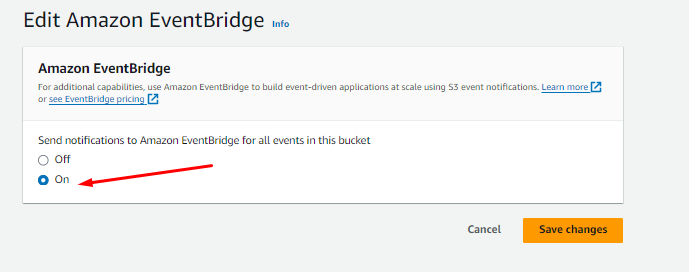 Edit Amazon EventBridge Info
Amazon EventBridge
For additional capabilities, use Amazon EventBridge to build event-driven applications at scale using S3 event notifications. Learn more
or see EventBridge pricing
Send notifications to Amazon EventBridge for all events in this bucket
Off
On
Cancel Save changes